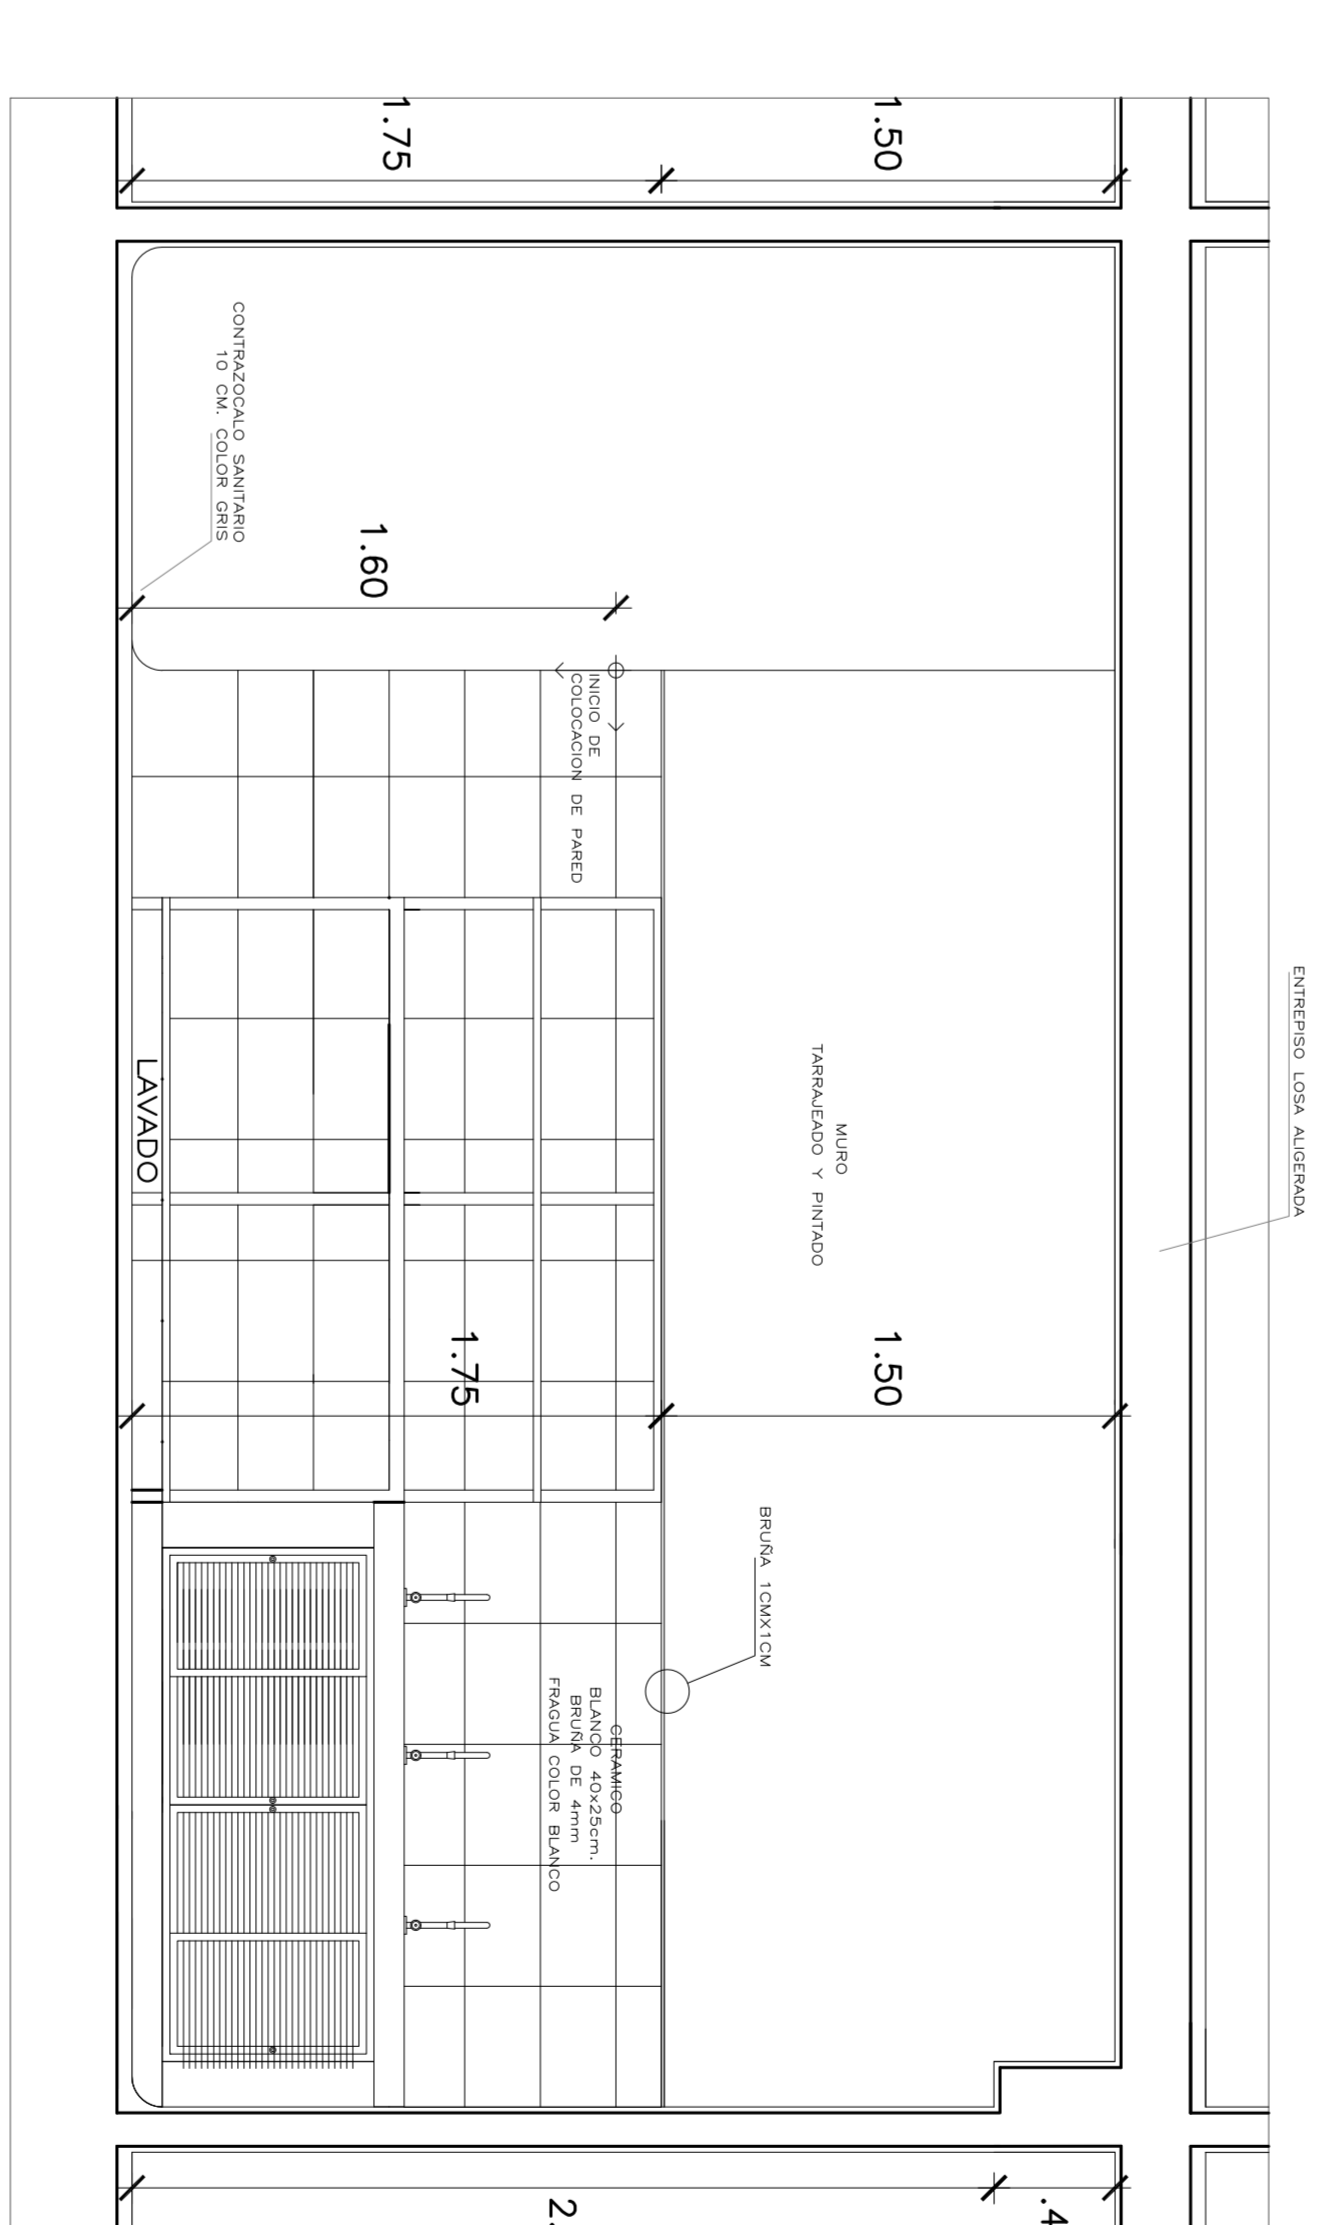 1.75
1.50
CONTRAZOCALO SANITARIO
10 CM. COLOR GRIS
1.60
INICIO DE
COLOCACION DE PARED
ENTREPISO LOSA ALIGERADA
MURO
TARRAJEADO Y PINTADO
LAVADO
1.75
1.50
BRUÑA 1CMX1CM
CERAMICO
BLANCO 40x25cm.
BRUÑA DE 4mm
FRAGUA COLOR BLANCO
2.
.4